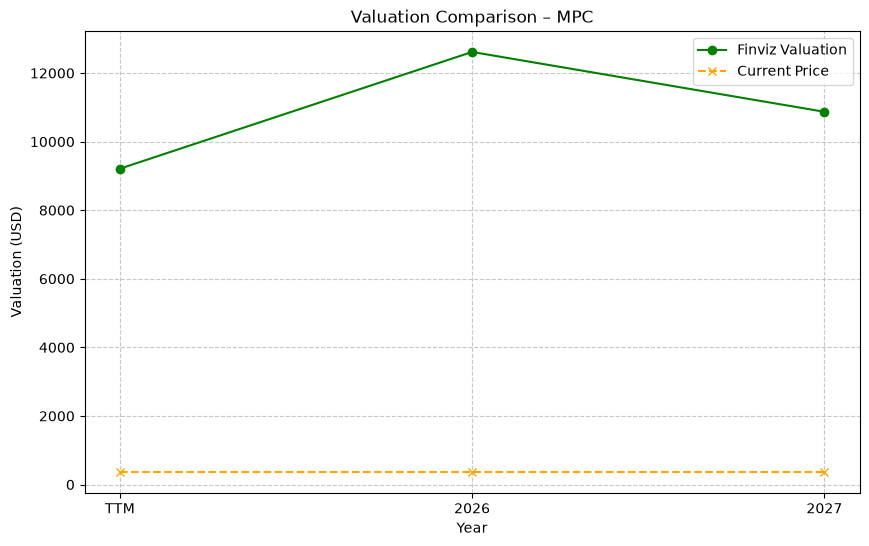 Valuation Comparison – MPC
Finviz Valuation
Current Price
Valuation (USD)
12000
10000
8000
6000
4000
2000
0
TTM
2026
2027
Year